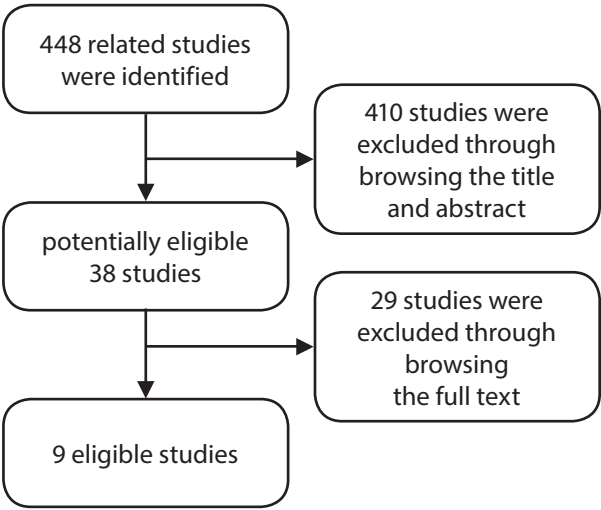 448 related studies
were identified
410 studies were
excluded through
browsing the title
and abstract
potentially eligible
38 studies
29 studies were
excluded through
browsing
the full text
9 eligible studies